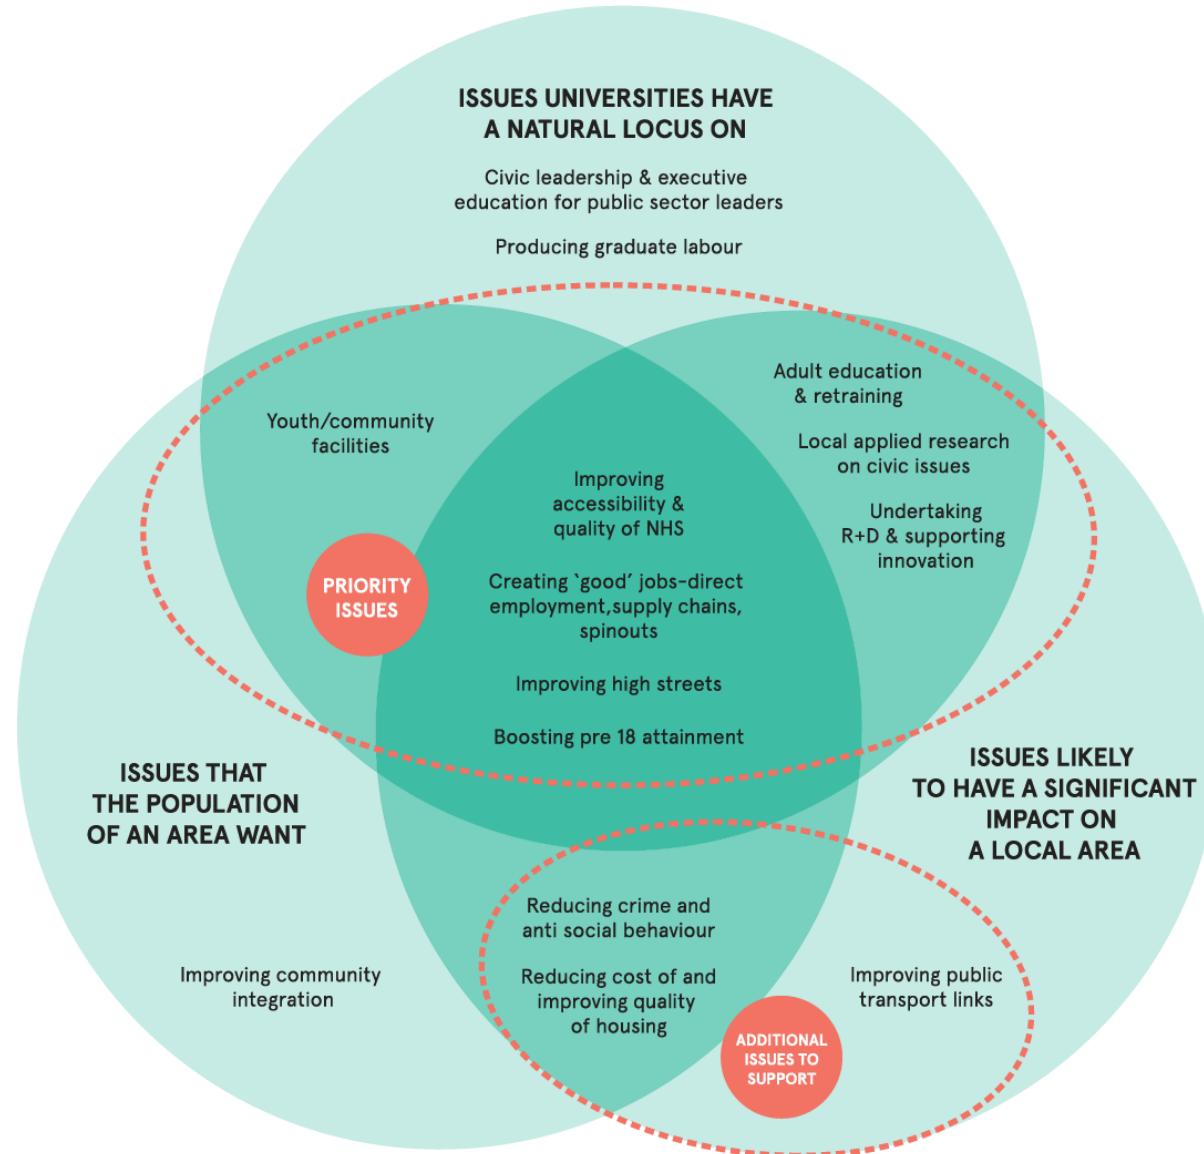 ISSUES UNIVERSITIES HAVE
A NATURAL LOCUS ON
Civic leadership & executive
education for public sector leaders
Producing graduate labour
Youth/community
facilities
Adult education
& retraining
Local applied research
on civic issues
Undertaking
R+D & supporting
innovation
Improving
accessibility &
quality of NHS
Creating ‘good’ jobs-direct
employment,supply chains,
spinouts
Improving high streets
Boosting pre 18 attainment
PRIORITY
ISSUES
ISSUES THAT
THE POPULATION
OF AN AREA WANT
ISSUES LIKELY
TO HAVE A SIGNIFICANT
IMPACT ON
A LOCAL AREA
Improving community
integration
Reducing crime and
anti social behaviour
Reducing cost of and
improving quality
of housing
Improving public
transport links
ADDITIONAL
ISSUES TO
SUPPORT